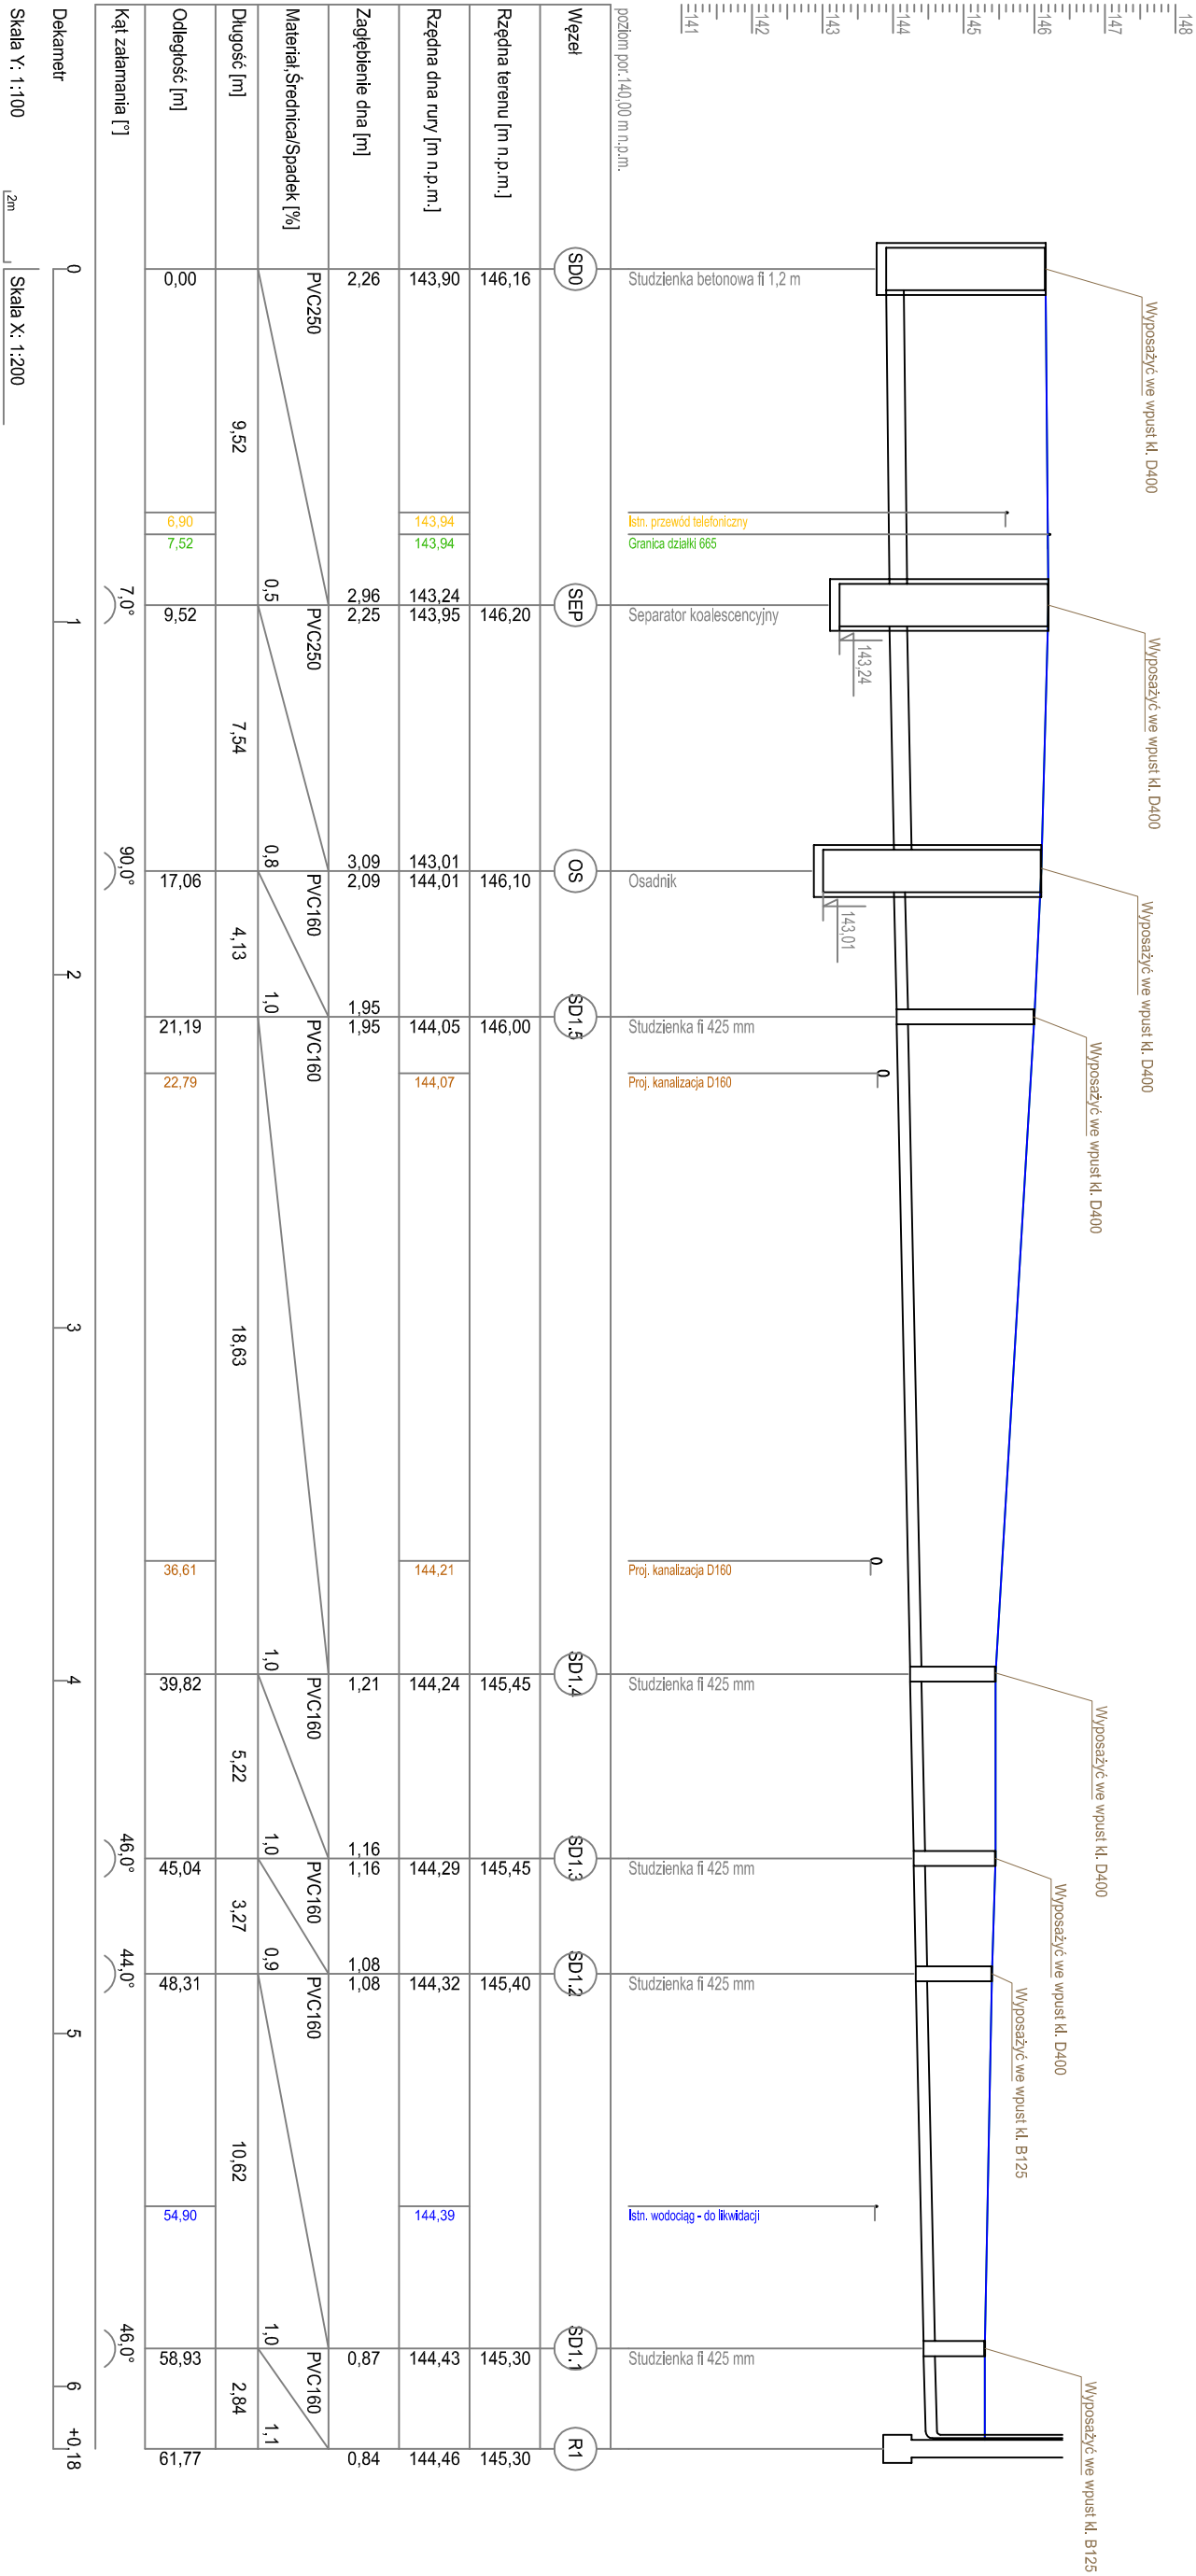 148
147
146
145
144
143
142
141
Wyposażyć we wpust kl. D400
Wyposażyć we wpust kl. D400
Wyposażyć we wpust kl. D400
Wyposażyć we wpust kl. D400
Wyposażyć we wpust kl. D400
Wyposażyć we wpust kl. D400
Wyposażyć we wpust kl. B125
Wyposażyć we wpust kl. B125
143,24
143,01
poziom por.140,00 m n.p.m.
Studzienka betonowa fi 1,2 m
Istn. przewód telefoniczny
Granica działki 665
Separator koalescencyjny
Osadnik
Studzienka fi 425 mm
Proj. kanalizacja D160
Proj. kanalizacja D160
Studzienka fi 425 mm
Studzienka fi 425 mm
Studzienka fi 425 mm
Istn. wodociąg - do likwidacji
Studzienka fi 425 mm
Węzeł SD0 SEP OS SD1.5 SD1.4 SD1.3 SD1.2 SD1.1 R1
Rzędna terenu [m n.p.m.] 146,16 146,20 146,10 146,00 145,45 145,45 145,40 145,30 145,30
Rzędna dna rury [m n.p.m.] 143,90 143,94 143,94 143,24 143,95 143,01 144,01 144,05 144,07 144,21 144,24 144,29 144,32 144,39 144,43 144,46
Zagłębienie dna [m] 2,26 2,96 2,25 3,09 2,09 1,95 1,95 1,21 1,16 1,16 1,08 1,08 0,87 0,84
Materiał,Średnica/Spadek [%] PVC250 0,5 PVC250 0,8 PVC160 1,0 PVC160 1,0 PVC160 1,0 PVC160 0,9 PVC160 1,0 PVC160 1,1
Długość [m] 9,52 7,54 4,13 18,63 5,22 3,27 10,62 2,84
Odległość [m] 0,00 6,90 7,52 9,52 17,06 21,19 22,79 36,61 39,82 45,04 48,31 54,90 58,93 61,77
Kąt załamania [°] 7,0° 90,0° 46,0° 44,0° 46,0°
Dekametr 0 1 2 3 4 5 6 +0,18
Skala Y: 1:100
2m
Skala X: 1:200